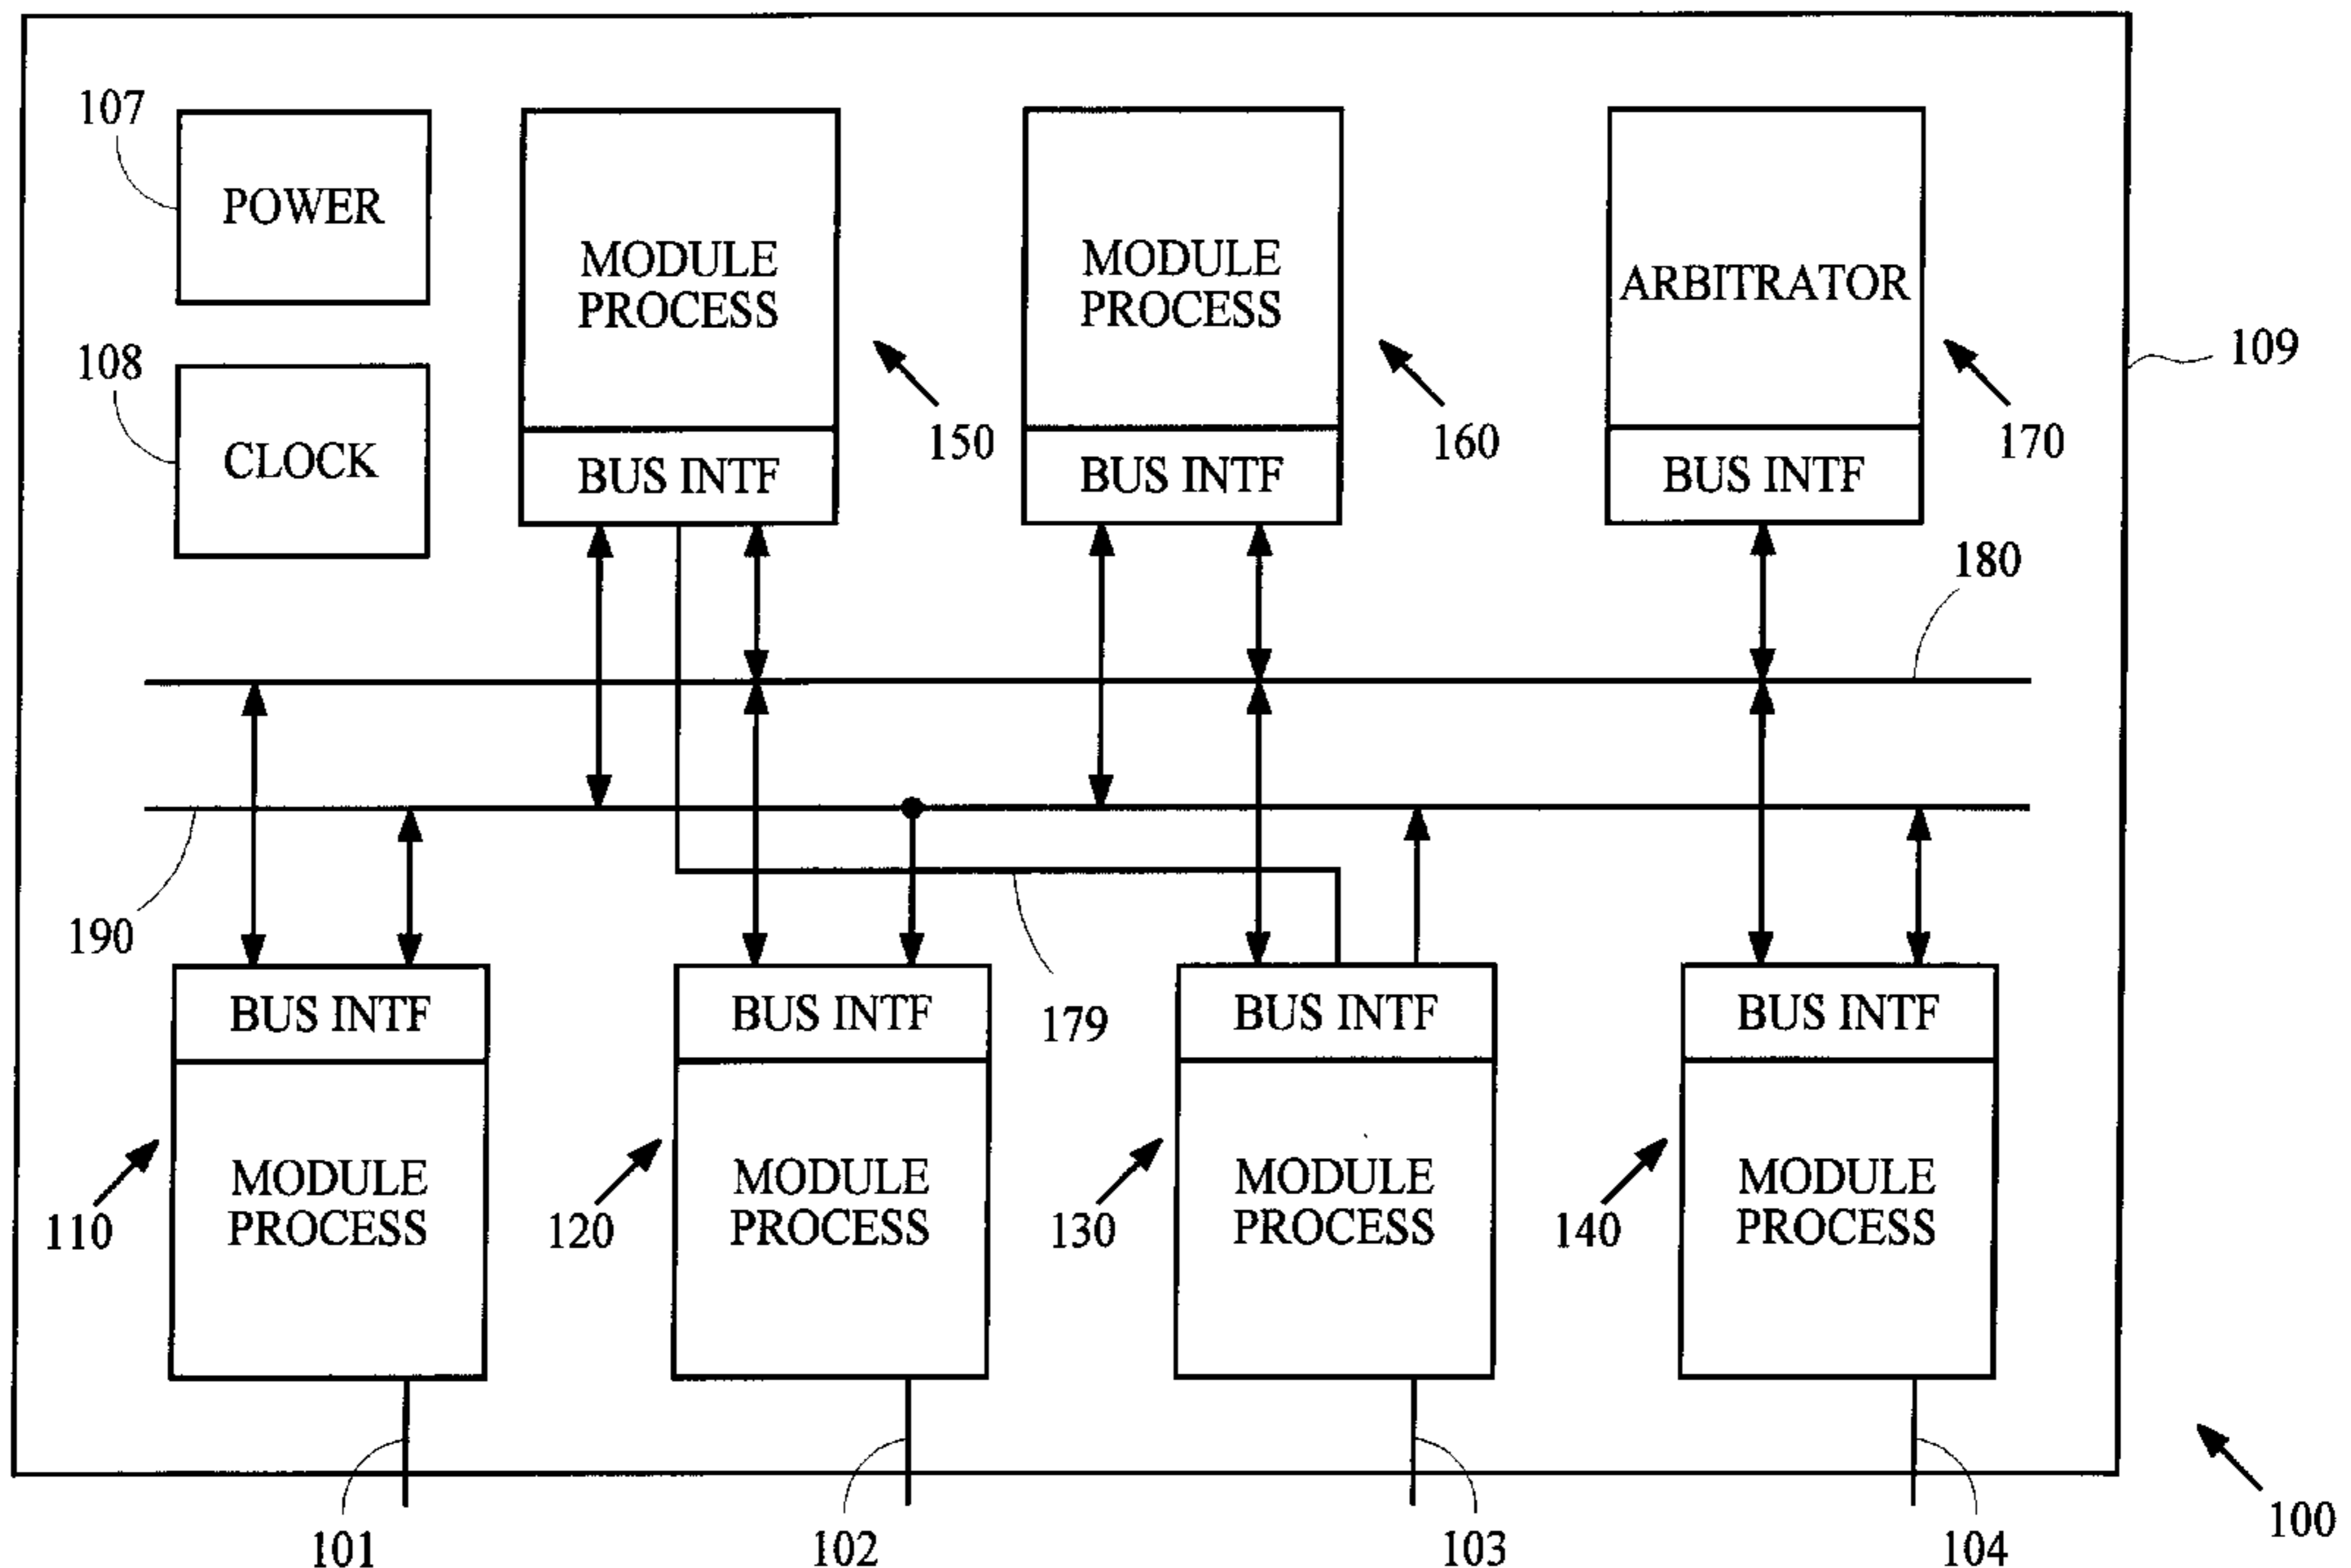 107
POWER
108
CLOCK
MODULE
PROCESS
BUS INTF
150
MODULE
PROCESS
BUS INTF
160
ARBITRATOR
BUS INTF
170
109
180
190
179
BUS INTF
MODULE
PROCESS
110
BUS INTF
MODULE
PROCESS
120
BUS INTF
MODULE
PROCESS
130
BUS INTF
MODULE
PROCESS
140
101
102
103
104
100